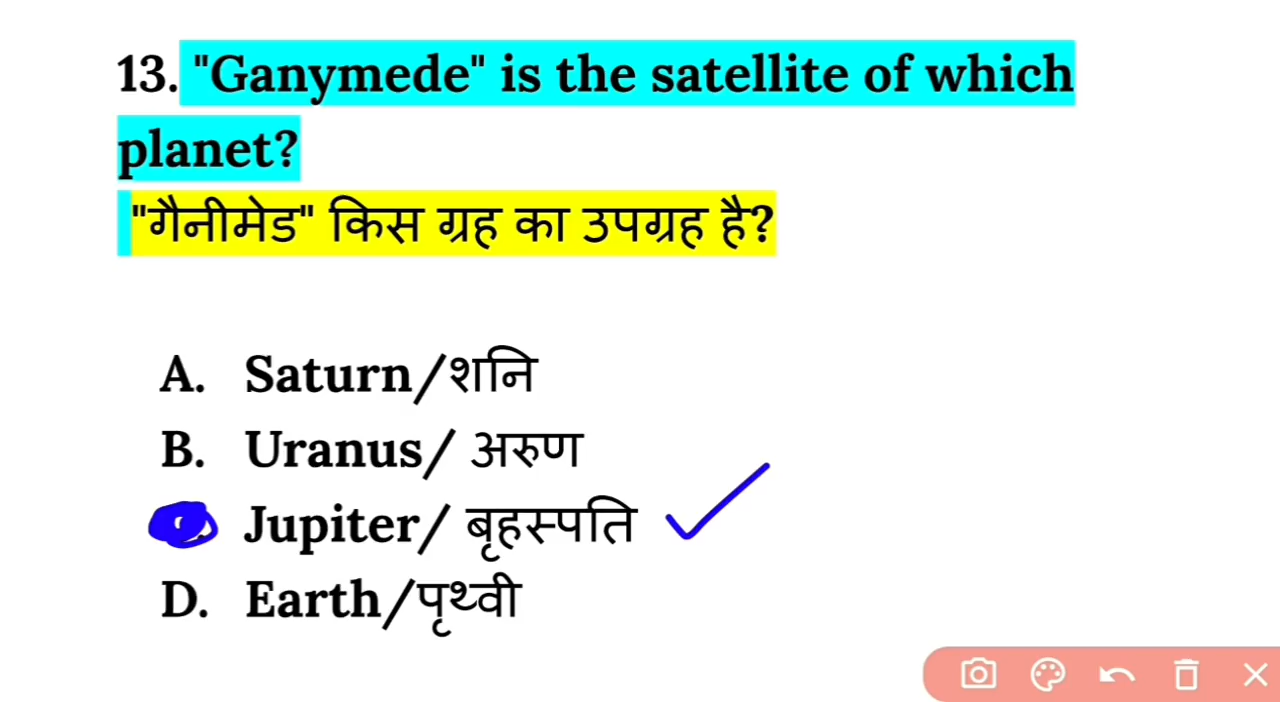 13. "Ganymede" is the satellite of which
planet?
"गैनीमेड" किस ग्रह का उपग्रह है?
A. Saturn/शनि
B. Uranus/ अरुण
Jupiter/ बृहस्पति
D. Earth/पृथ्वी